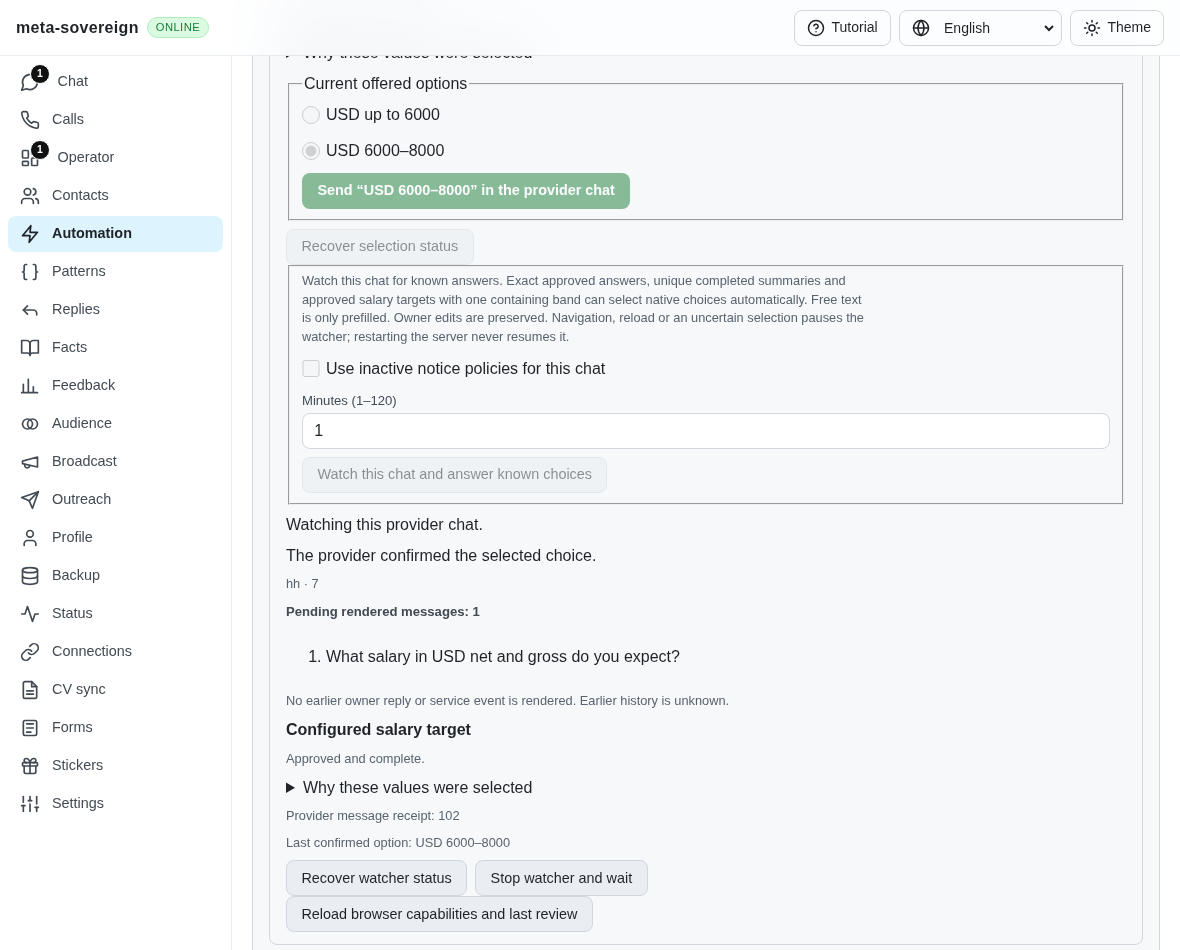 meta-sovereign ONLINE
Tutorial
English
Theme
1
Chat
Calls
1
Operator
Contacts
Automation
Patterns
Replies
Facts
Feedback
Audience
Broadcast
Outreach
Profile
Backup
Status
Connections
CV sync
Forms
Stickers
Settings
Why these values were selected
Current offered options
USD up to 6000
USD 6000–8000
Send “USD 6000–8000” in the provider chat
Recover selection status
Watch this chat for known answers. Exact approved answers, unique completed summaries and
approved salary targets with one containing band can select native choices automatically. Free text
is only prefilled. Owner edits are preserved. Navigation, reload or an uncertain selection pauses the
watcher; restarting the server never resumes it.
Use inactive notice policies for this chat
Minutes (1–120)
1
Watch this chat and answer known choices
Watching this provider chat.
The provider confirmed the selected choice.
hh · 7
Pending rendered messages: 1
1. What salary in USD net and gross do you expect?
No earlier owner reply or service event is rendered. Earlier history is unknown.
Configured salary target
Approved and complete.
Why these values were selected
Provider message receipt: 102
Last confirmed option: USD 6000–8000
Recover watcher status
Stop watcher and wait
Reload browser capabilities and last review